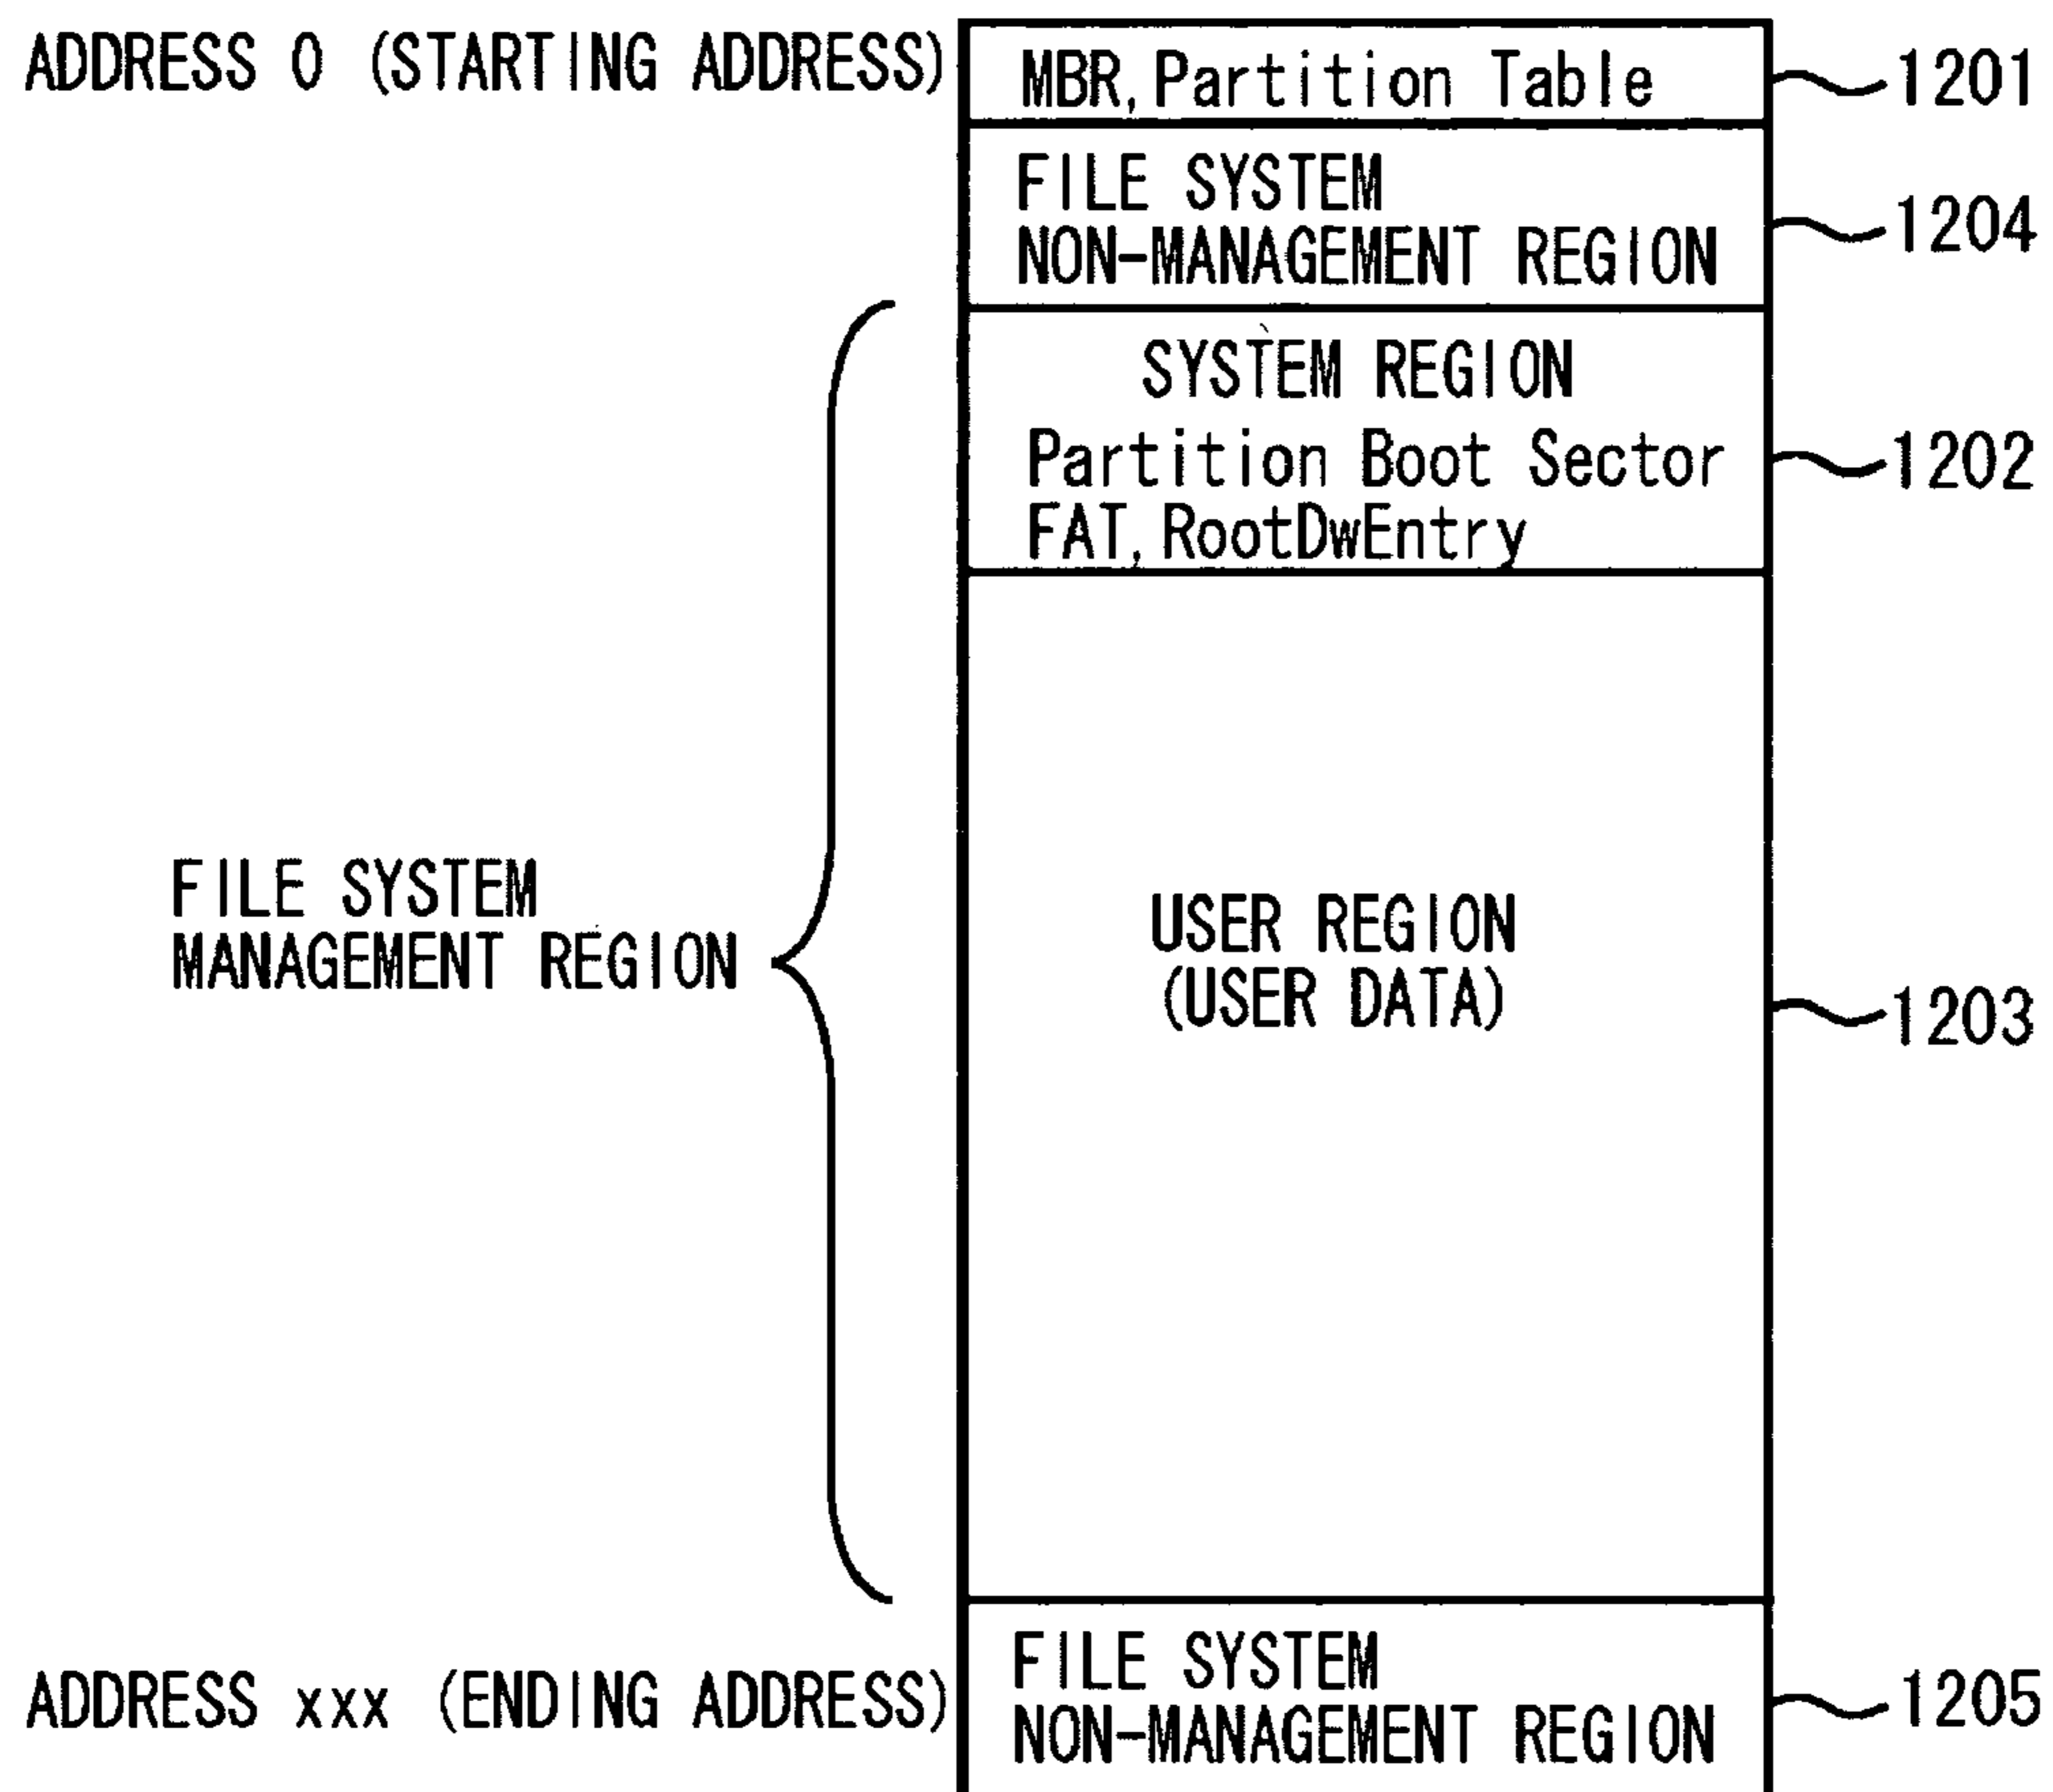 ADDRESS 0 (STARTING ADDRESS)
MBR, Partition Table
1201
FILE SYSTEM
NON-MANAGEMENT REGION
1204
SYSTEM REGION
Partition Boot Sector
FAT, RootDwEntry
1202
FILE SYSTEM
MANAGEMENT REGION
USER REGION
(USER DATA)
1203
ADDRESS xxx (ENDING ADDRESS)
FILE SYSTEM
NON-MANAGEMENT REGION
1205